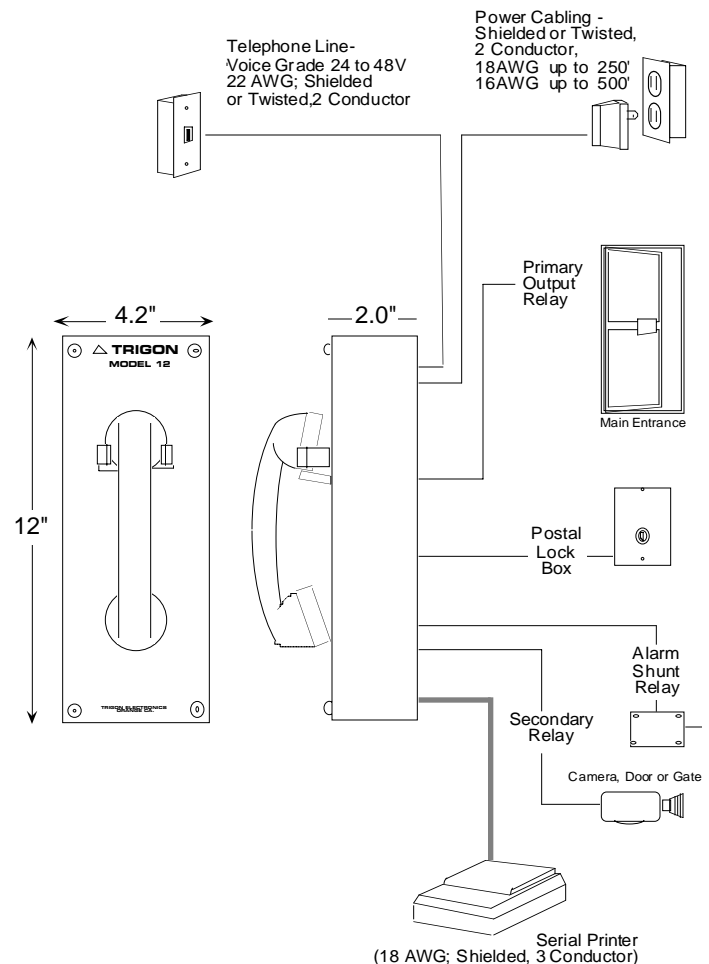 Telephone Line-
Voice Grade 24 to 48V
22 AWG; Shielded
or Twisted,2 Conductor
Power Cabling -
Shielded or Twisted,
2 Conductor,
18AWG up to 250'
16AWG up to 500'
Primary
Output
Relay
Main Entrance
4.2"
2.0"
TRIGON
MODEL 12
12"
Postal
Lock
Box
Alarm
Shunt
Relay
Secondary
Relay
TRIGON ELECTRONICS
ORANGE CA.
Camera, Door or Gate
Serial Printer
(18 AWG; Shielded, 3 Conductor)